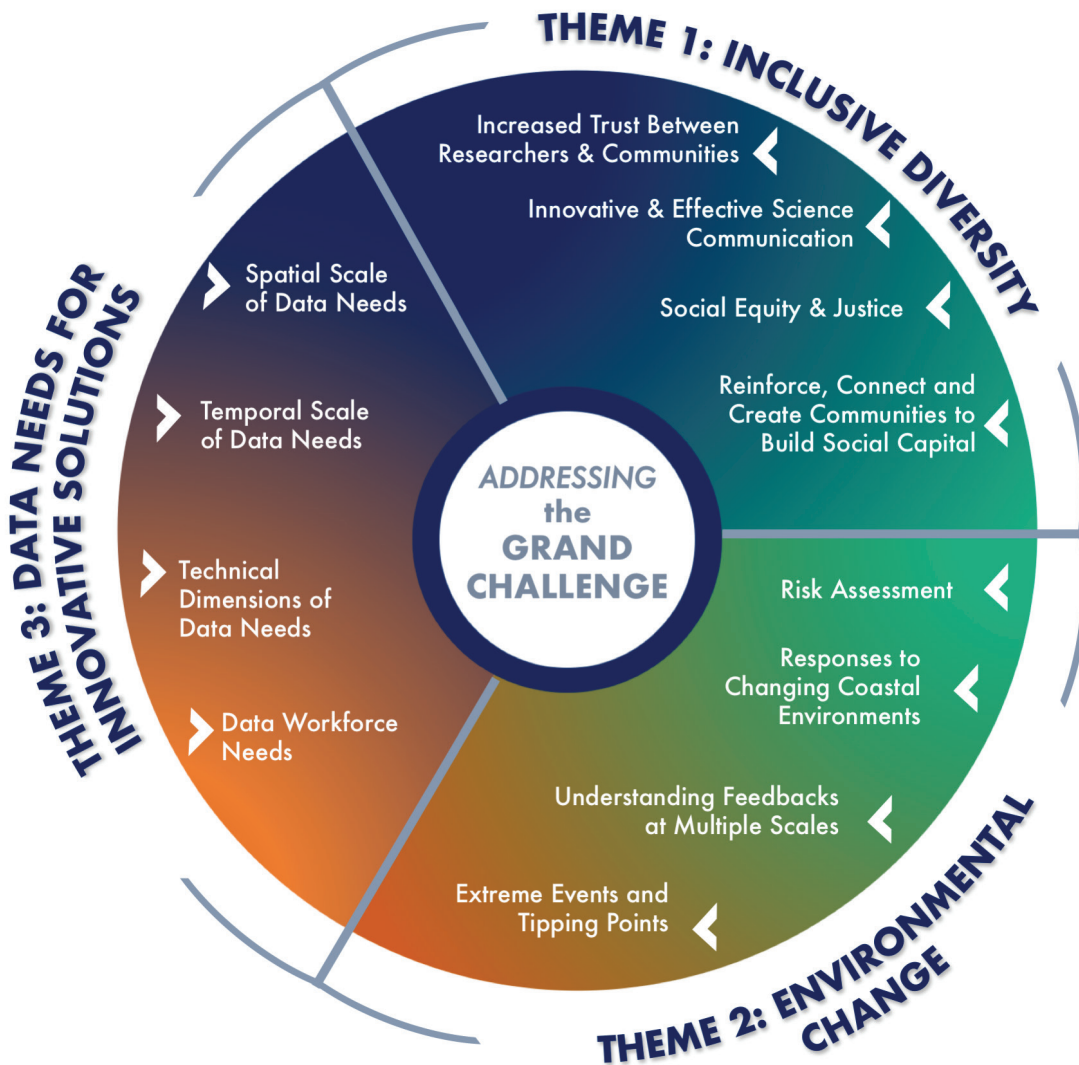 THEME 1: INCLUSIVE DIVERSITY
Increased Trust Between
Researchers & Communities
Innovative & Effective Science
Communication
Social Equity & Justice
Reinforce, Connect and
Create Communities to
Build Social Capital
ADDRESSING
the
GRAND
CHALLENGE
Risk Assessment
Responses to
Changing Coastal
Environments
Understanding Feedbacks
at Multiple Scales
Extreme Events and
Tipping Points
THEME 2: ENVIRONMENTAL
CHANGE
THEME 3: DATA NEEDS FOR
INNOVATIVE SOLUTIONS
Spatial Scale
of Data Needs
Temporal Scale
of Data Needs
Technical
Dimensions of
Data Needs
Data Workforce
Needs